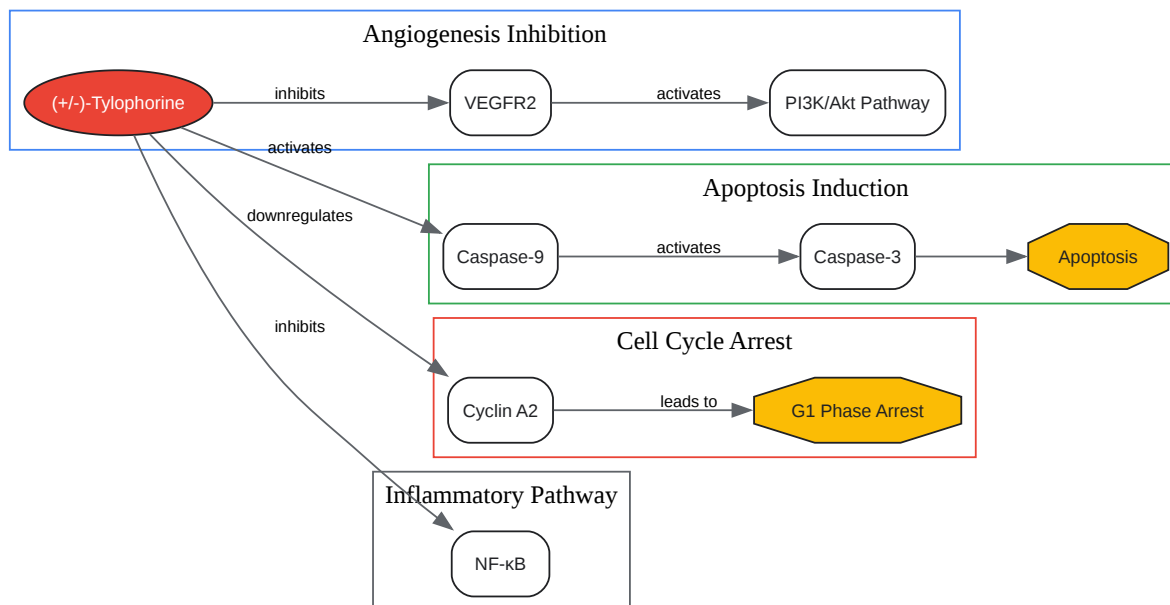 Angiogenesis Inhibition
(+/-)-Tylophorine
inhibits
VEGFR2
activates
PI3K/Akt Pathway
activates
Apoptosis Induction
downregulates
Caspase-9
activates
Caspase-3
Apoptosis
inhibits
Cell Cycle Arrest
Cyclin A2
leads to
G1 Phase Arrest
Inflammatory Pathway
NF-κB